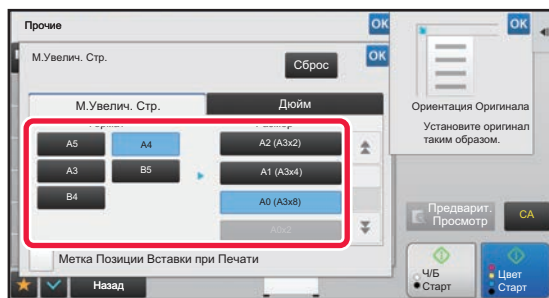 Прочие
OK
OK
М.Увелич. Стр.
OK
Сброс
М.Увелич. Стр.
Дюйм
Ориентация Оригинала
Установите оригинал
таким образом.
A5
A4
A2 (A3x2)
A3
B5
A1 (A3x4)
B4
A0 (A3x8)
A0x2
Предварит.
Просмотр
CA
Метка Позиции Вставки при Печати
Ч/Б
Старт
Цвет
Старт
Назад